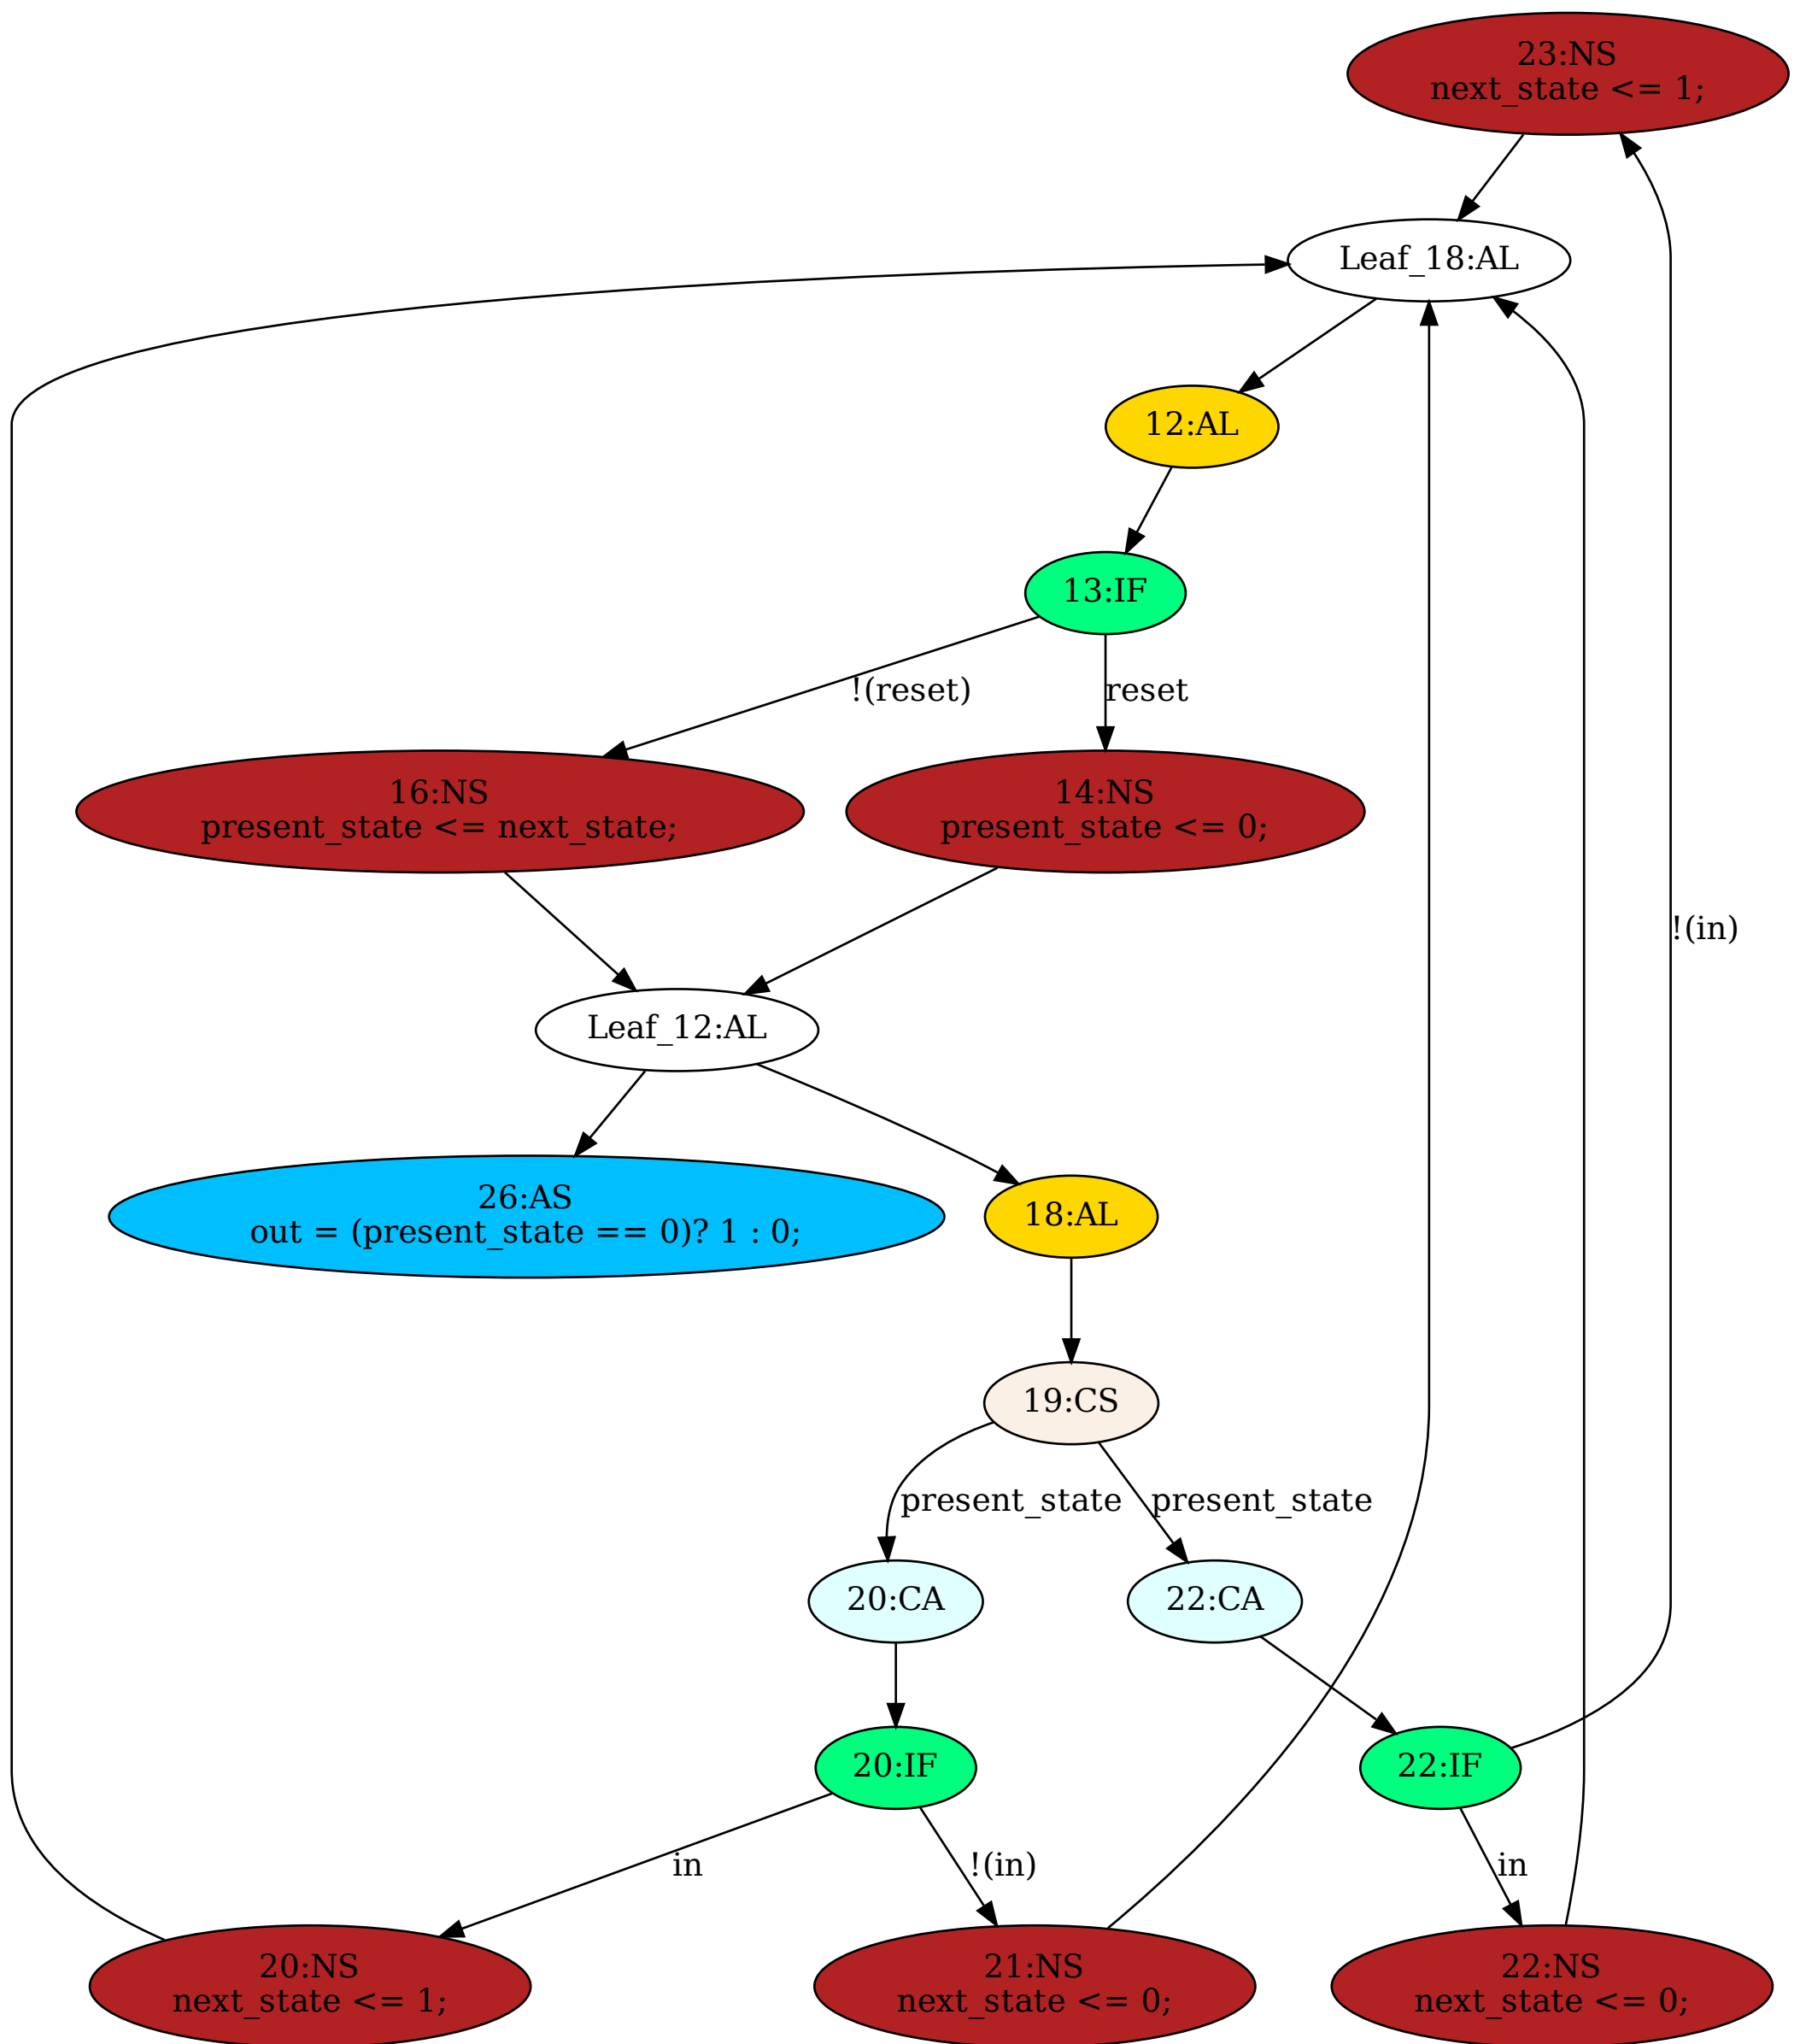 23:NS
next_state <= 1;
Leaf_18:AL
12:AL
13:IF
!(reset)
reset
16:NS
present_state <= next_state;
14:NS
present_state <= 0;
!(in)
Leaf_12:AL
26:AS
out = (present_state == 0)? 1 : 0;
18:AL
19:CS
present_state
present_state
20:CA
22:CA
20:IF
22:IF
in
!(in)
in
20:NS
next_state <= 1;
21:NS
next_state <= 0;
22:NS
next_state <= 0;